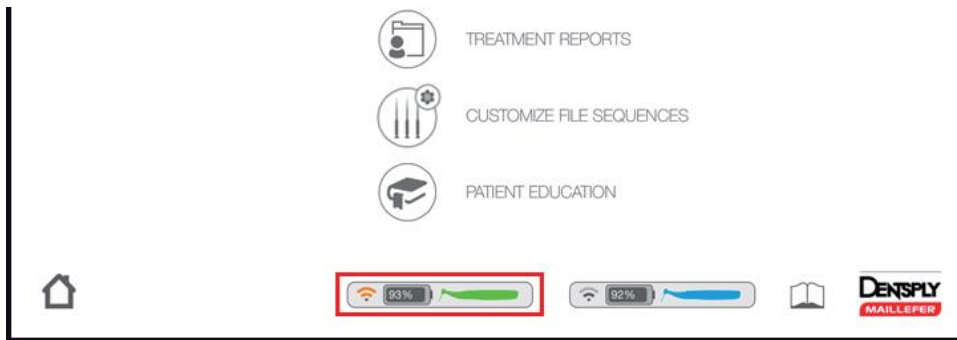 TREATMENT REPORTS
CUSTOMIZE FILE SEQUENCES
PATIENT EDUCATION
93% 92% DENTSPLY
MAILLEFER